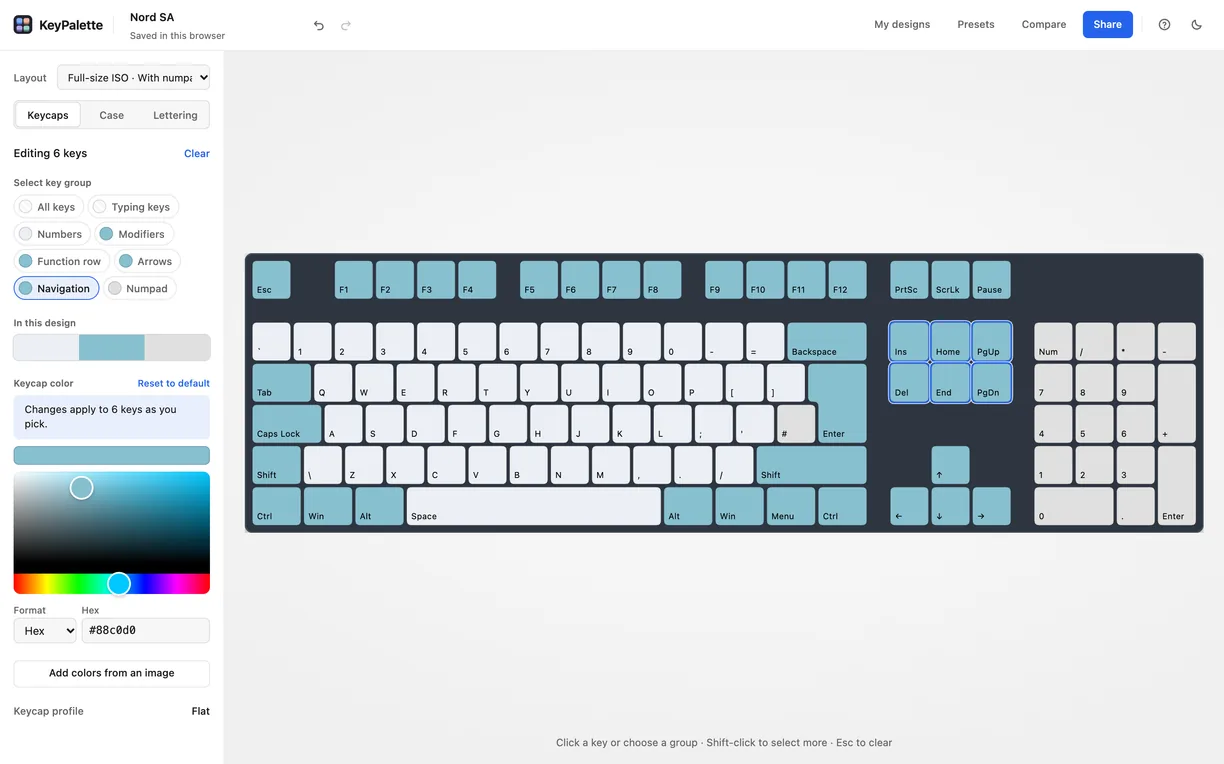 KeyPalette
Nord SA
Saved in this browser
My designs
Presets
Compare
Share
Layout
Full-size ISO · With numpa
Keycaps
Case
Lettering
Editing 6 keys
Clear
Select key group
All keys
Typing keys
Numbers
Modifiers
Function row
Arrows
Navigation
Numpad
In this design
Keycap color
Reset to default
Changes apply to 6 keys as you
pick.
Format
Hex
Hex
#88c0d0
Add colors from an image
Keycap profile
Flat
Esc F1 F2 F3 F4 F5 F6 F7 F8 F9 F10 F11 F12 PrtSc ScrLk Pause
1 2 3 4 5 6 7 8 9 0 - = Backspace Ins Home PgUp Num / * -
Tab Q W E R T Y U I O P [ ] Del End PgDn 7 8 9
Caps Lock A S D F G H J K L ; ' # Enter 4 5 6 +
Shift \ Z X C V B N M , . / Shift ↑ 1 2 3
Ctrl Win Alt Space Alt Win Menu Ctrl ← ↓ → 0 . Enter
Click a key or choose a group · Shift-click to select more · Esc to clear